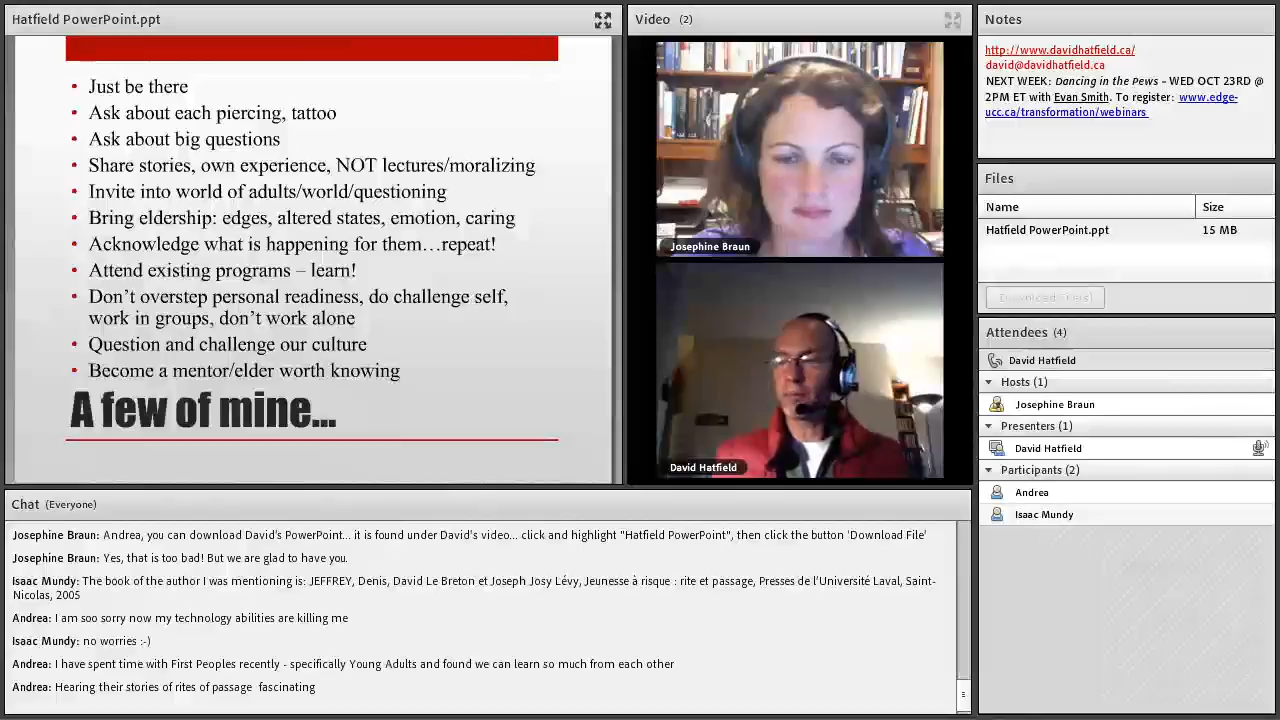 Hatfield PowerPoint.ppt
Just be there
Ask about each piercing, tattoo
Ask about big questions
Share stories, own experience, NOT lectures/moralizing
Invite into world of adults/world/questioning
Bring eldership: edges, altered states, emotion, caring
Acknowledge what is happening for them…repeat!
Attend existing programs – learn!
Don’t overstep personal readiness, do challenge self,
work in groups, don’t work alone
Question and challenge our culture
Become a mentor/elder worth knowing
A few of mine…
Video (2)
Josephine Braun
David Hatfield
Notes
http://www.davidhatfield.ca/
david@davidhatfield.ca
NEXT WEEK: Dancing in the Pews - WED OCT 23RD @
2PM ET with Evan Smith. To register: www.edge-
ucc.ca/transformation/webinars
Files
Name Size
Hatfield PowerPoint.ppt 15 MB
Download File(s)
Attendees (4)
David Hatfield
Hosts (1)
Josephine Braun
Presenters (1)
David Hatfield
Participants (2)
Andrea
Isaac Mundy
Chat (Everyone)
Josephine Braun: Andrea, you can download David's PowerPoint... it is found under David's video... click and highlight "Hatfield PowerPoint", then click the button 'Download File'
Josephine Braun: Yes, that is too bad! But we are glad to have you.
Isaac Mundy: The book of the author I was mentioning is: JEFFREY, Denis, David Le Breton et Joseph Josy Lévy, Jeunesse à risque : rite et passage, Presses de l’Université Laval, Saint-
Nicolas, 2005
Andrea: I am soo sorry now my technology abilities are killing me
Isaac Mundy: no worries :-)
Andrea: I have spent time with First Peoples recently - specifically Young Adults and found we can learn so much from each other
Andrea: Hearing their stories of rites of passage  fascinating